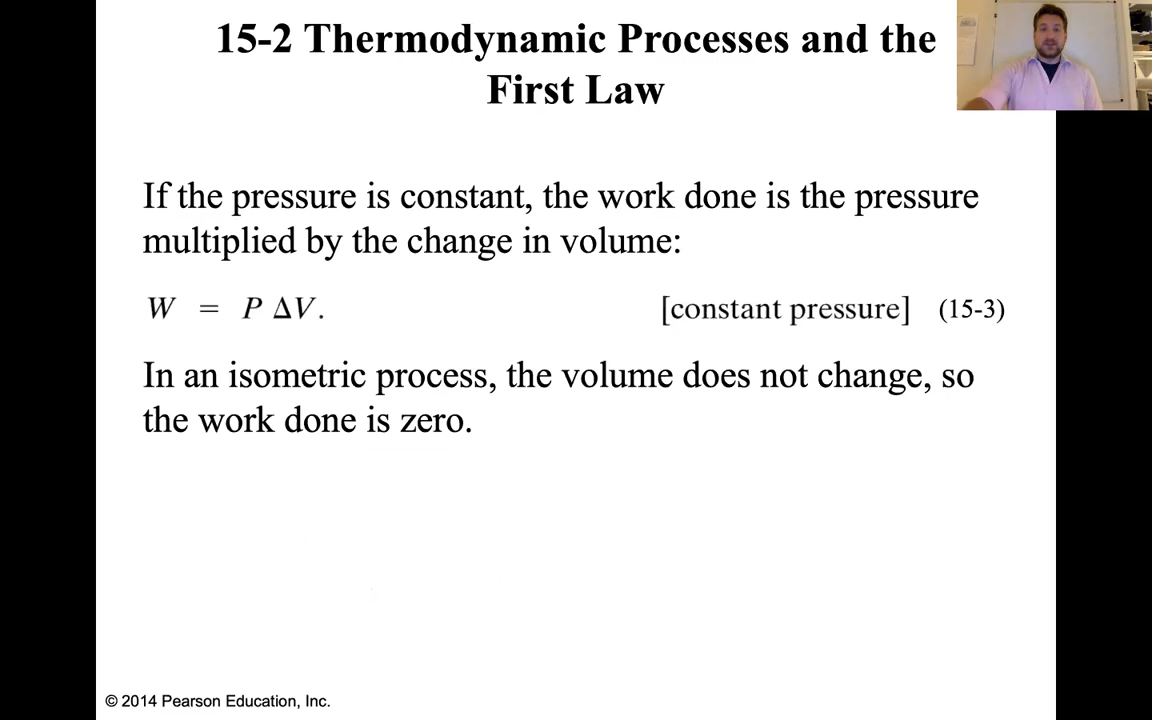 15-2 Thermodynamic Processes and the
First Law
If the pressure is constant, the work done is the pressure
multiplied by the change in volume:
W = P ΔV. [constant pressure] (15-3)
In an isometric process, the volume does not change, so
the work done is zero.
© 2014 Pearson Education, Inc.